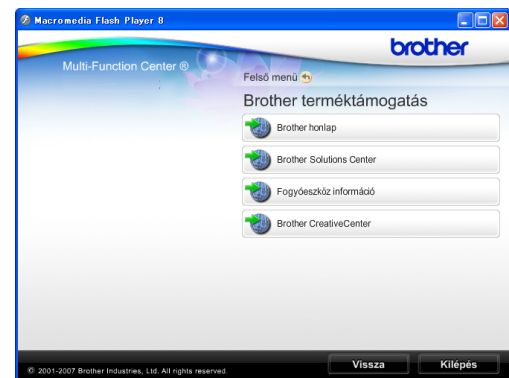 Macromedia Flash Player 8
brother
Multi-Function Center ®
Felső menü
Brother terméktámogatás
Brother honlap
Brother Solutions Center
Fogyóeszköz információ
Brother CreativeCenter
© 2001-2007 Brother Industries, Ltd. All rights reserved.
Vissza
Kilépés